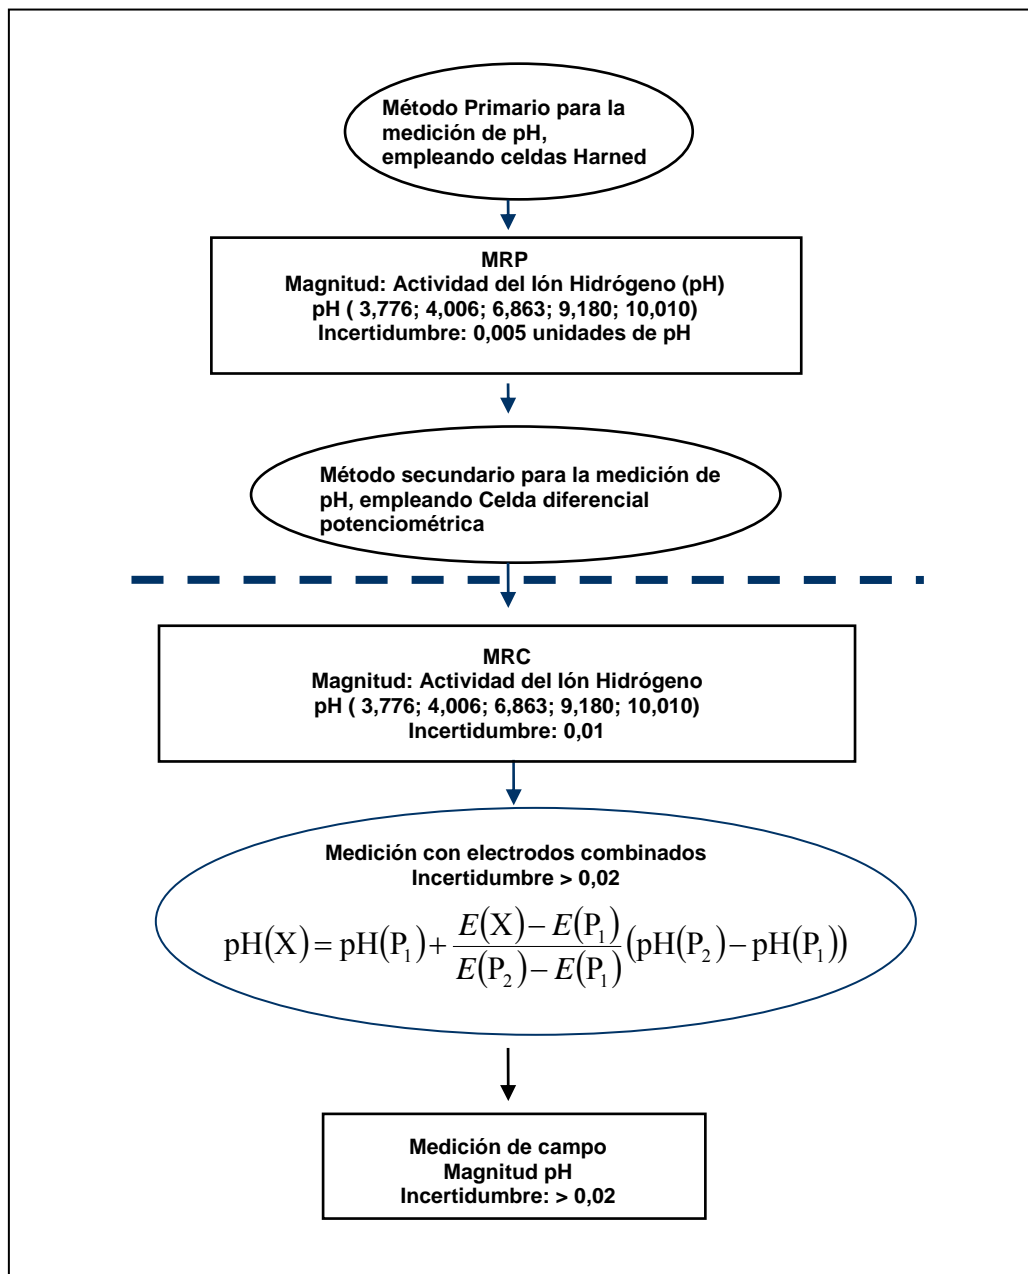 Método Primario para la
medición de pH,
empleando celdas Harned
MRP
Magnitud: Actividad del Ión Hidrógeno (pH)
pH ( 3,776; 4,006; 6,863; 9,180; 10,010)
Incertidumbre: 0,005 unidades de pH
Método secundario para la medición de
pH, empleando Celda diferencial
potenciométrica
MRC
Magnitud: Actividad del Ión Hidrógeno
pH ( 3,776; 4,006; 6,863; 9,180; 10,010)
Incertidumbre: 0,01
Medición con electrodos combinados
Incertidumbre > 0,02
pH(X) = pH(P₁) + (E(X) − E(P₁))/(E(P₂) − E(P₁)) (pH(P₂) − pH(P₁))
Medición de campo
Magnitud pH
Incertidumbre: > 0,02